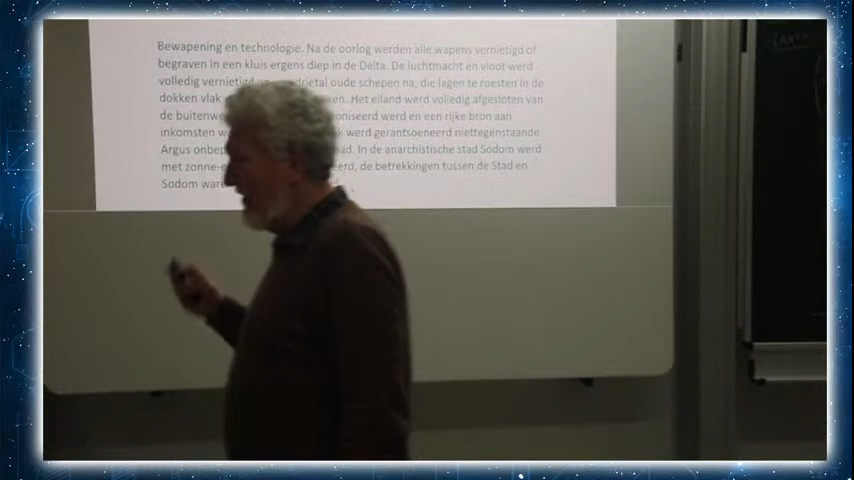 Bewapening en technologie. Na de oorlog werden alle wapens vernietigd of
begraven in een kluis ergens diep in de Delta. De luchtmacht en vloot werd
volledig vernietigd drietal oude schepen na, die lagen te roesten in de
dokken vlak Het eiland werd volledig afgesloten van
de buitenwe oniseerd werd en een rijke bron aan
inkomsten w k werd gerantsoeneerd niettegenstaande
Argus onbep ad. In de anarchistische stad Sodom werd
met zonne-e eerd, de betrekkingen tussen de Stad en
Sodom ware